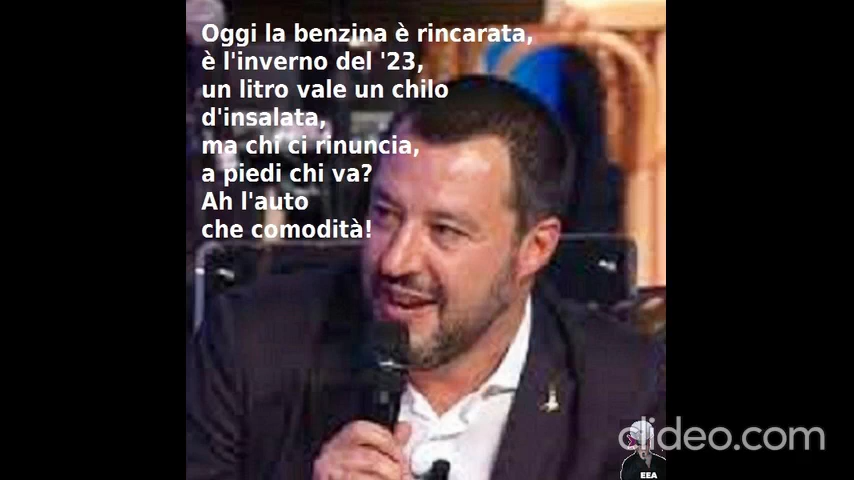 Oggi la benzina è rincarata,
è l'inverno del '23,
un litro vale un chilo
d'insalata,
ma chi ci rinuncia,
a piedi chi va?
Ah l'auto
che comodità!
clideo.com
EEA